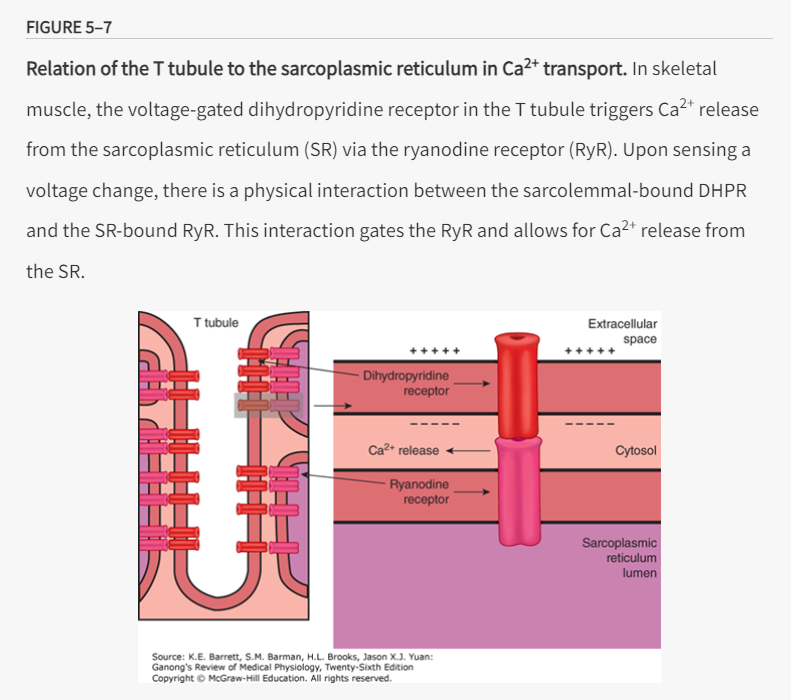 FIGURE 5–7
Relation of the T tubule to the sarcoplasmic reticulum in Ca²⁺ transport. In skeletal
muscle, the voltage-gated dihydropyridine receptor in the T tubule triggers Ca²⁺ release
from the sarcoplasmic reticulum (SR) via the ryanodine receptor (RyR). Upon sensing a
voltage change, there is a physical interaction between the sarcolemmal-bound DHPR
and the SR-bound RyR. This interaction gates the RyR and allows for Ca²⁺ release from
the SR.
T tubule
Extracellular
space
+++++
+++++
Dihydropyridine
receptor
-----
-----
Ca²⁺ release
Cytosol
Ryanodine
receptor
Sarcoplasmic
reticulum
lumen
Source: K.E. Barrett, S.M. Barman, H.L. Brooks, Jason X.J. Yuan:
Ganong's Review of Medical Physiology, Twenty-Sixth Edition
Copyright © McGraw-Hill Education. All rights reserved.